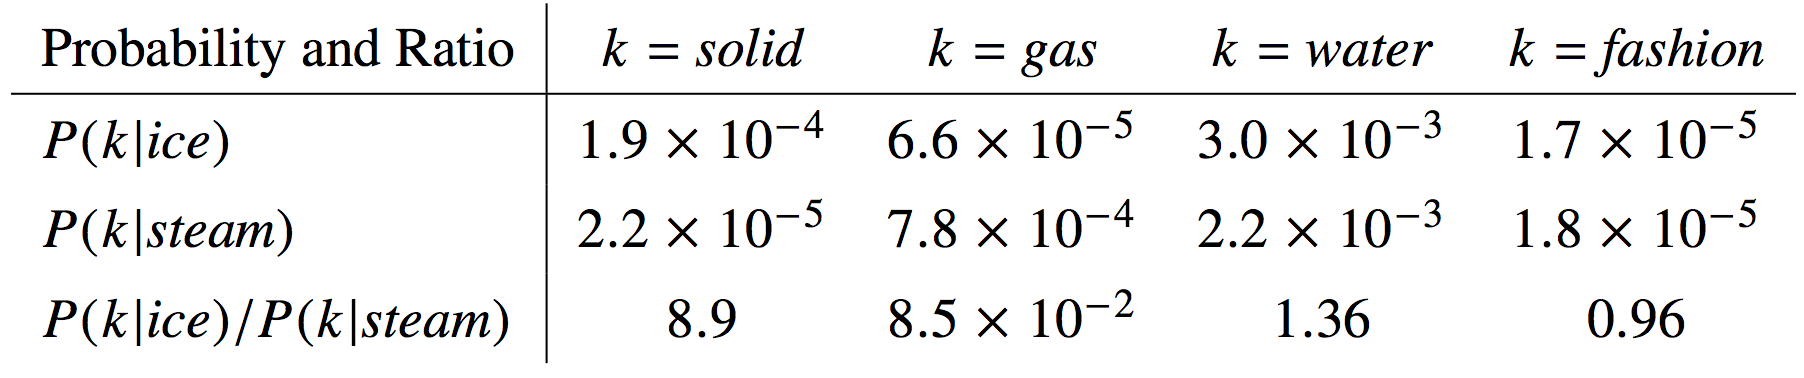 Probability and Ratio k = solid k = gas k = water k = fashion
P(k|ice) 1.9 × 10⁻⁴ 6.6 × 10⁻⁵ 3.0 × 10⁻³ 1.7 × 10⁻⁵
P(k|steam) 2.2 × 10⁻⁵ 7.8 × 10⁻⁴ 2.2 × 10⁻³ 1.8 × 10⁻⁵
P(k|ice)/P(k|steam) 8.9 8.5 × 10⁻² 1.36 0.96